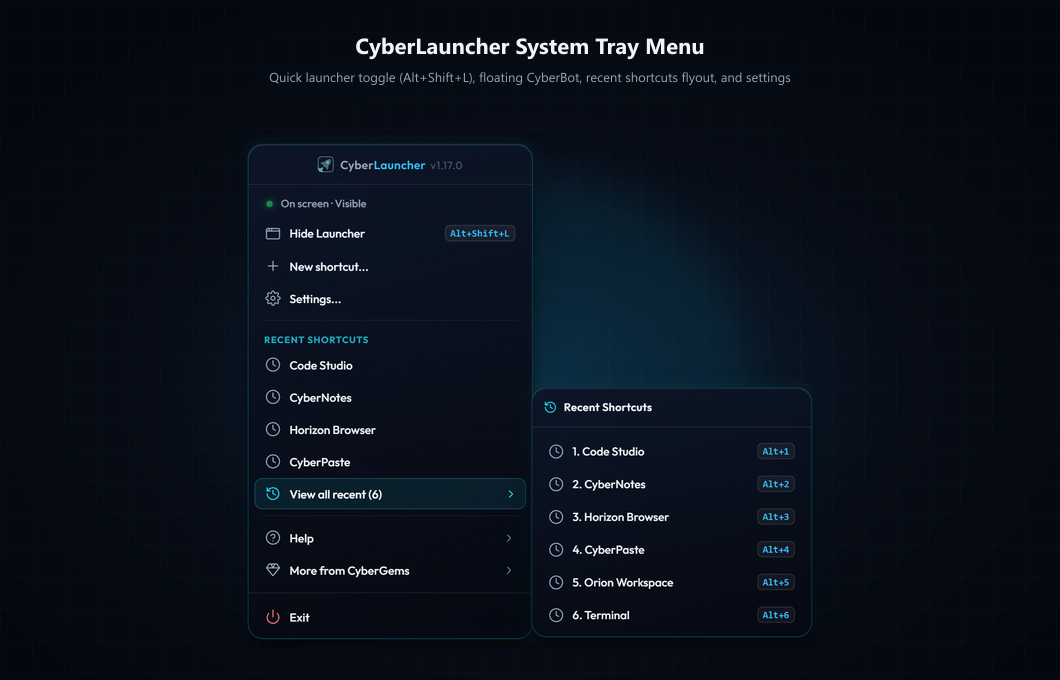 CyberLauncher System Tray Menu
Quick launcher toggle (Alt+Shift+L), floating CyberBot, recent shortcuts flyout, and settings
CyberLauncher v1.17.0
On screen · Visible
Hide Launcher Alt+Shift+L
New shortcut...
Settings...
RECENT SHORTCUTS
Code Studio
CyberNotes
Horizon Browser
CyberPaste
View all recent (6)
Help
More from CyberGems
Exit
Recent Shortcuts
1. Code Studio Alt+1
2. CyberNotes Alt+2
3. Horizon Browser Alt+3
4. CyberPaste Alt+4
5. Orion Workspace Alt+5
6. Terminal Alt+6